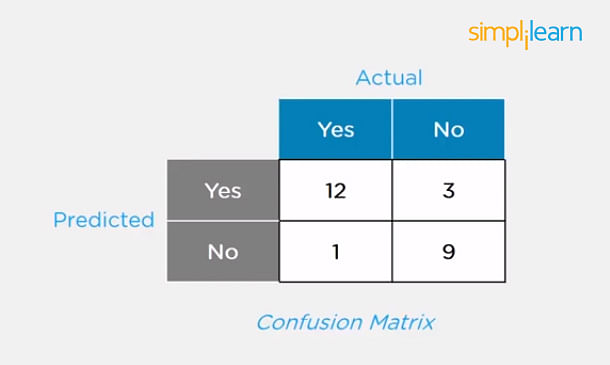 simplilearn
Actual
Yes No
Yes 12 3
Predicted
No 1 9
Confusion Matrix